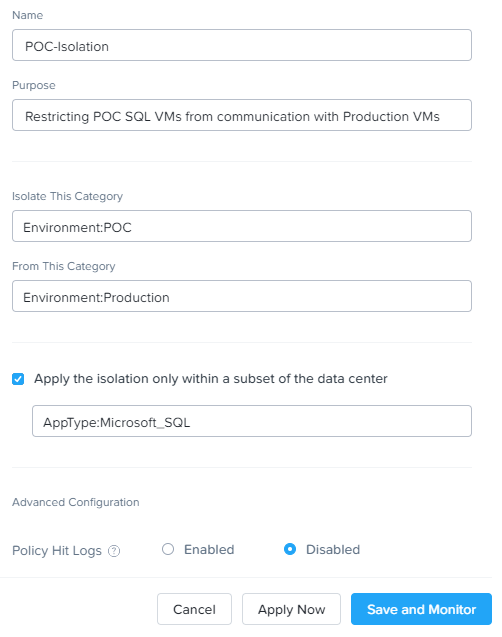 Name
POC-Isolation
Purpose
Restricting POC SQL VMs from communication with Production VMs
Isolate This Category
Environment:POC
From This Category
Environment:Production
Apply the isolation only within a subset of the data center
AppType:Microsoft_SQL
Advanced Configuration
Policy Hit Logs ? Enabled Disabled
Cancel Apply Now Save and Monitor